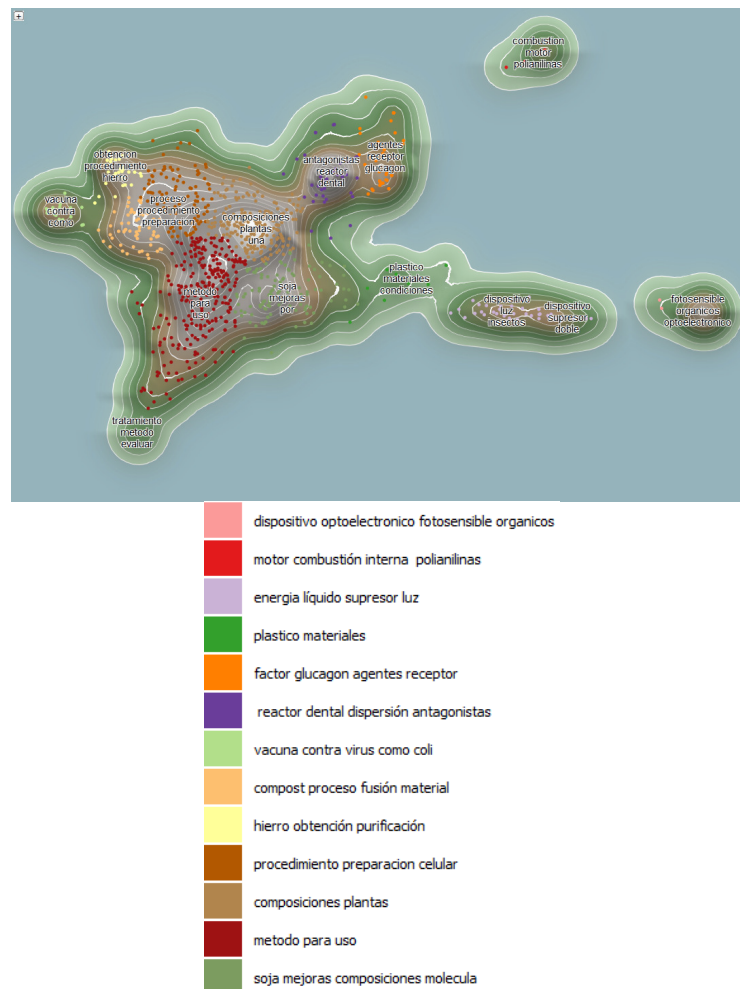 +
combustion
motor
polianilinas
obtencion
procedimiento
hierro
antagonistas
reactor
dental
agentes
receptor
glucagon
vacuna
contra
como
proceso
procedimiento
preparacion
composiciones
plantas
una
metodo
para
uso
soja
mejoras
por
plastico
materiales
condiciones
dispositivo
luz
insectos
dispositivo
supresor
doble
fotosensible
organicos
optoelectronico
tratamiento
metodo
evaluar
dispositivo optoelectronico fotosensible organicos
motor combustión interna polianilinas
energia líquido supresor luz
plastico materiales
factor glucagon agentes receptor
reactor dental dispersión antagonistas
vacuna contra virus como coli
compost proceso fusión material
hierro obtención purificación
procedimiento preparacion celular
composiciones plantas
metodo para uso
soja mejoras composiciones molecula